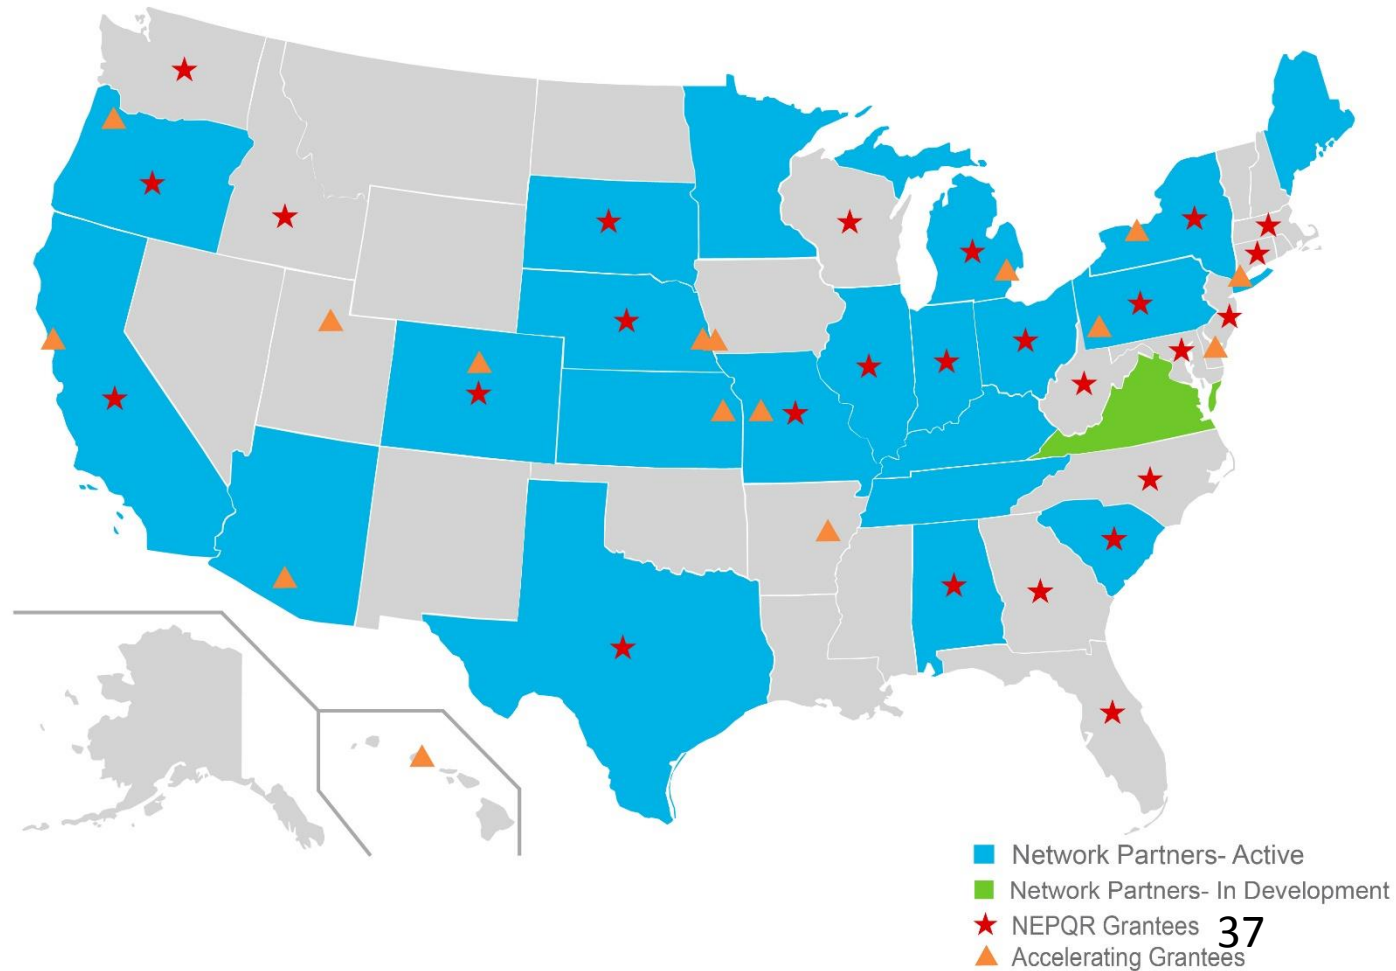 Network Partners- Active
Network Partners- In Development
NEPQR Grantees 37
Accelerating Grantees